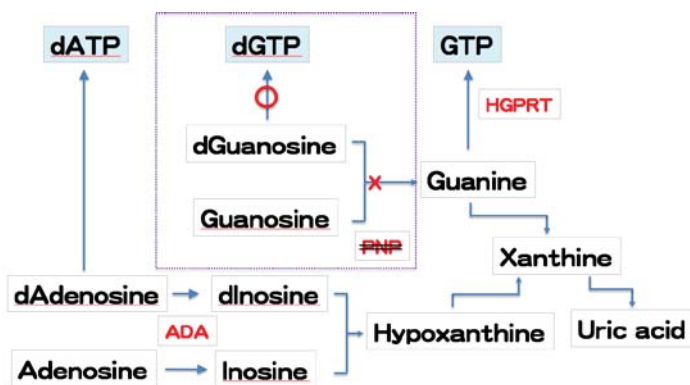 dATP
dGTP
GTP
HGPRT
dGuanosine
Guanine
Guanosine
X
PNP
Xanthine
dAdenosine
dInosine
ADA
Hypoxanthine
Uric acid
Adenosine
Inosine